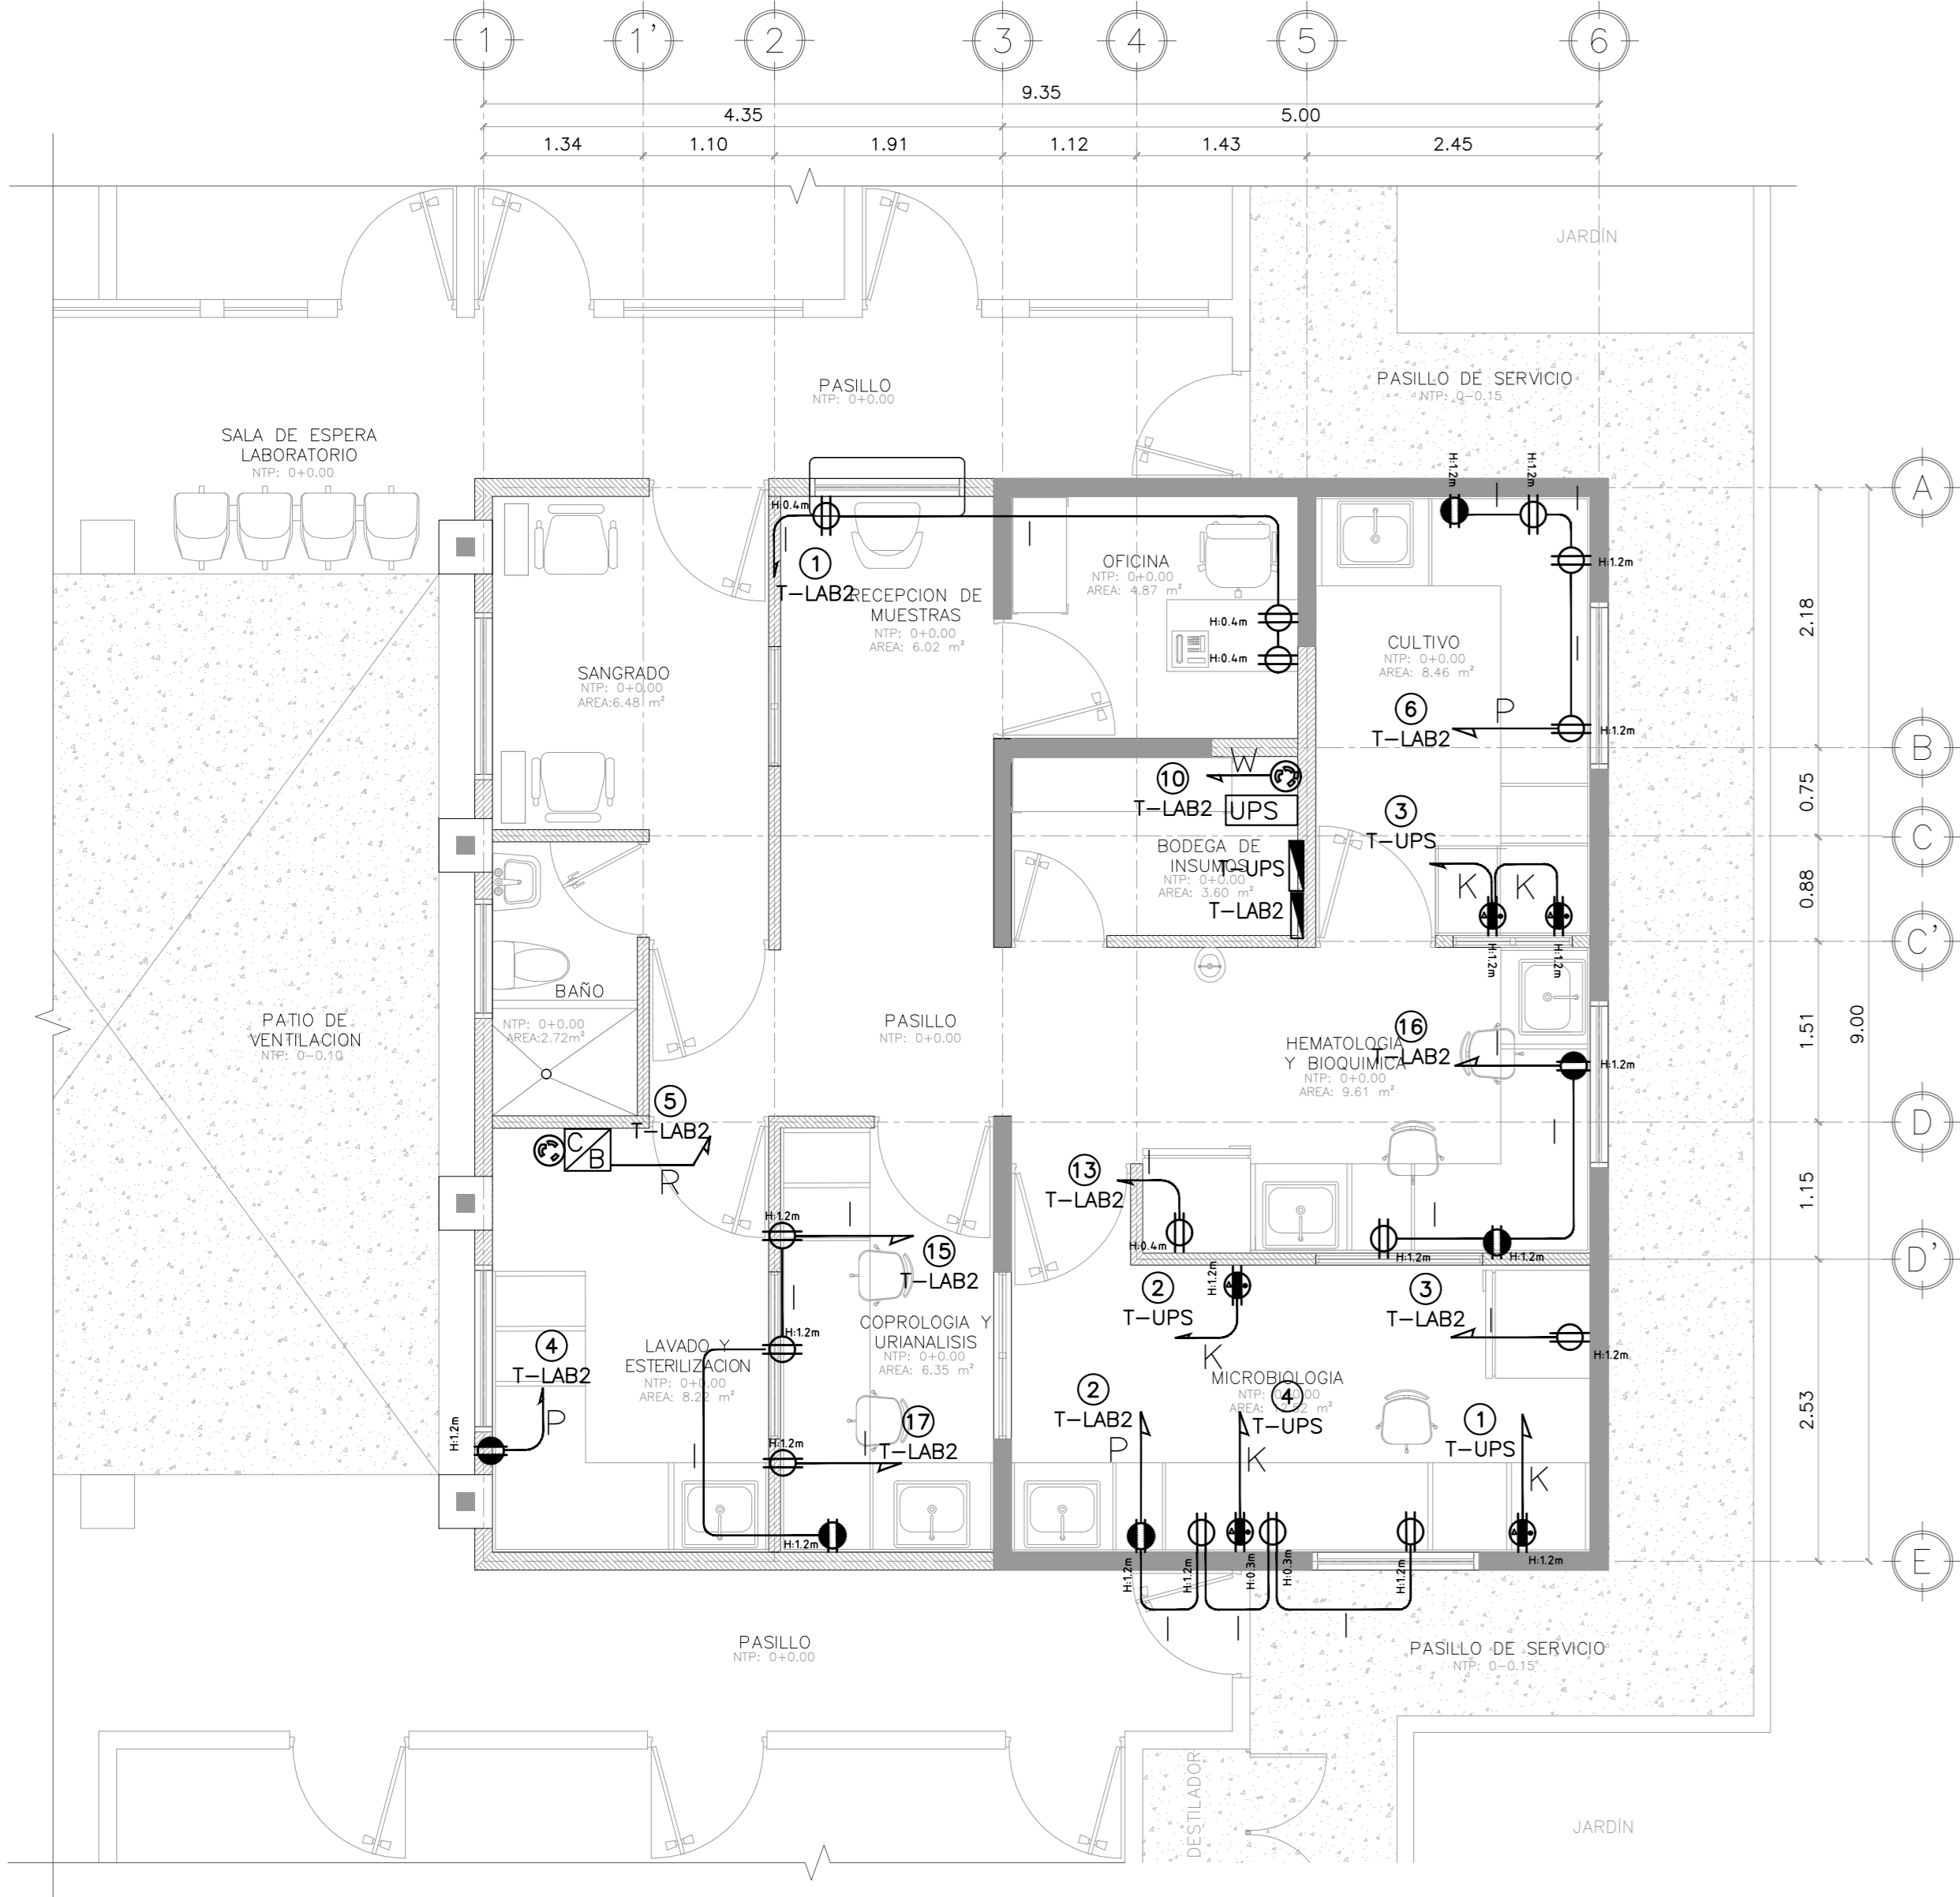 1 1' 2 3 4 5 6
9.35
4.35 5.00
1.34 1.10 1.91 1.12 1.43 2.45
JARDÍN
PASILLO
NTP: 0+0.00
PASILLO DE SERVICIO
NTP: 0-0.15
SALA DE ESPERA
LABORATORIO
NTP: 0+0.00
A
H:0.4m
I
1
T-LAB2
RECEPCION DE
MUESTRAS
NTP: 0+0.00
AREA: 6.02 m²
I
OFICINA
NTP: 0+0.00
AREA: 4.87 m²
H:0.4m
H:0.4m
H:1.2m
I
H:1.2m
I
H:1.2m
I
2.18
9.00
CULTIVO
NTP: 0+0.00
AREA: 8.46 m²
6
T-LAB2
P
H:1.2m
SANGRADO
NTP: 0+0.00
AREA:6.48 m²
B
0.75
10
T-LAB2
W
UPS
3
T-UPS
C
BODEGA DE
INSUMOS
NTP: 0+0.00
AREA: 3.60 m²
T-UPS
T-LAB2
K K
H:1.2m
H:1.2m
0.88
C'
BAÑO
NTP: 0+0.00
AREA:2.72m²
PATIO DE
VENTILACION
NTP: 0-0.10
PASILLO
NTP: 0+0.00
HEMATOLOGIA
Y BIOQUIMICA
NTP: 0+0.00
AREA: 9.61 m²
16
T-LAB2
I
H:1.2m
I
1.51
D
5
T-LAB2
C/B
R
13
T-LAB2
I
H:0.4m
I
H:1.2m
H:1.2m
1.15
D'
H:1.2m
I
15
T-LAB2
I
H:1.2m
COPROLOGIA Y
URIANALISIS
NTP: 0+0.00
AREA: 6.35 m²
LAVADO Y
ESTERILIZACION
NTP: 0+0.00
AREA: 8.22 m²
4
T-LAB2
P
H:1.2m
I
H:1.2m
I
17
T-LAB2
H:1.2m
H:1.2m
2
T-UPS
K
3
T-LAB2
I
H:1.2m
MICROBIOLOGIA
NTP: 0+0.00
AREA: m²
2
T-LAB2
P
4
T-UPS
K
1
T-UPS
K
2.53
H:1.2m
H:1.2m
H:0.3m
H:0.3m
H:1.2m
H:1.2m
E
I I I
PASILLO
NTP: 0+0.00
PASILLO DE SERVICIO
NTP: 0-0.15
DESTILADOR
JARDÍN